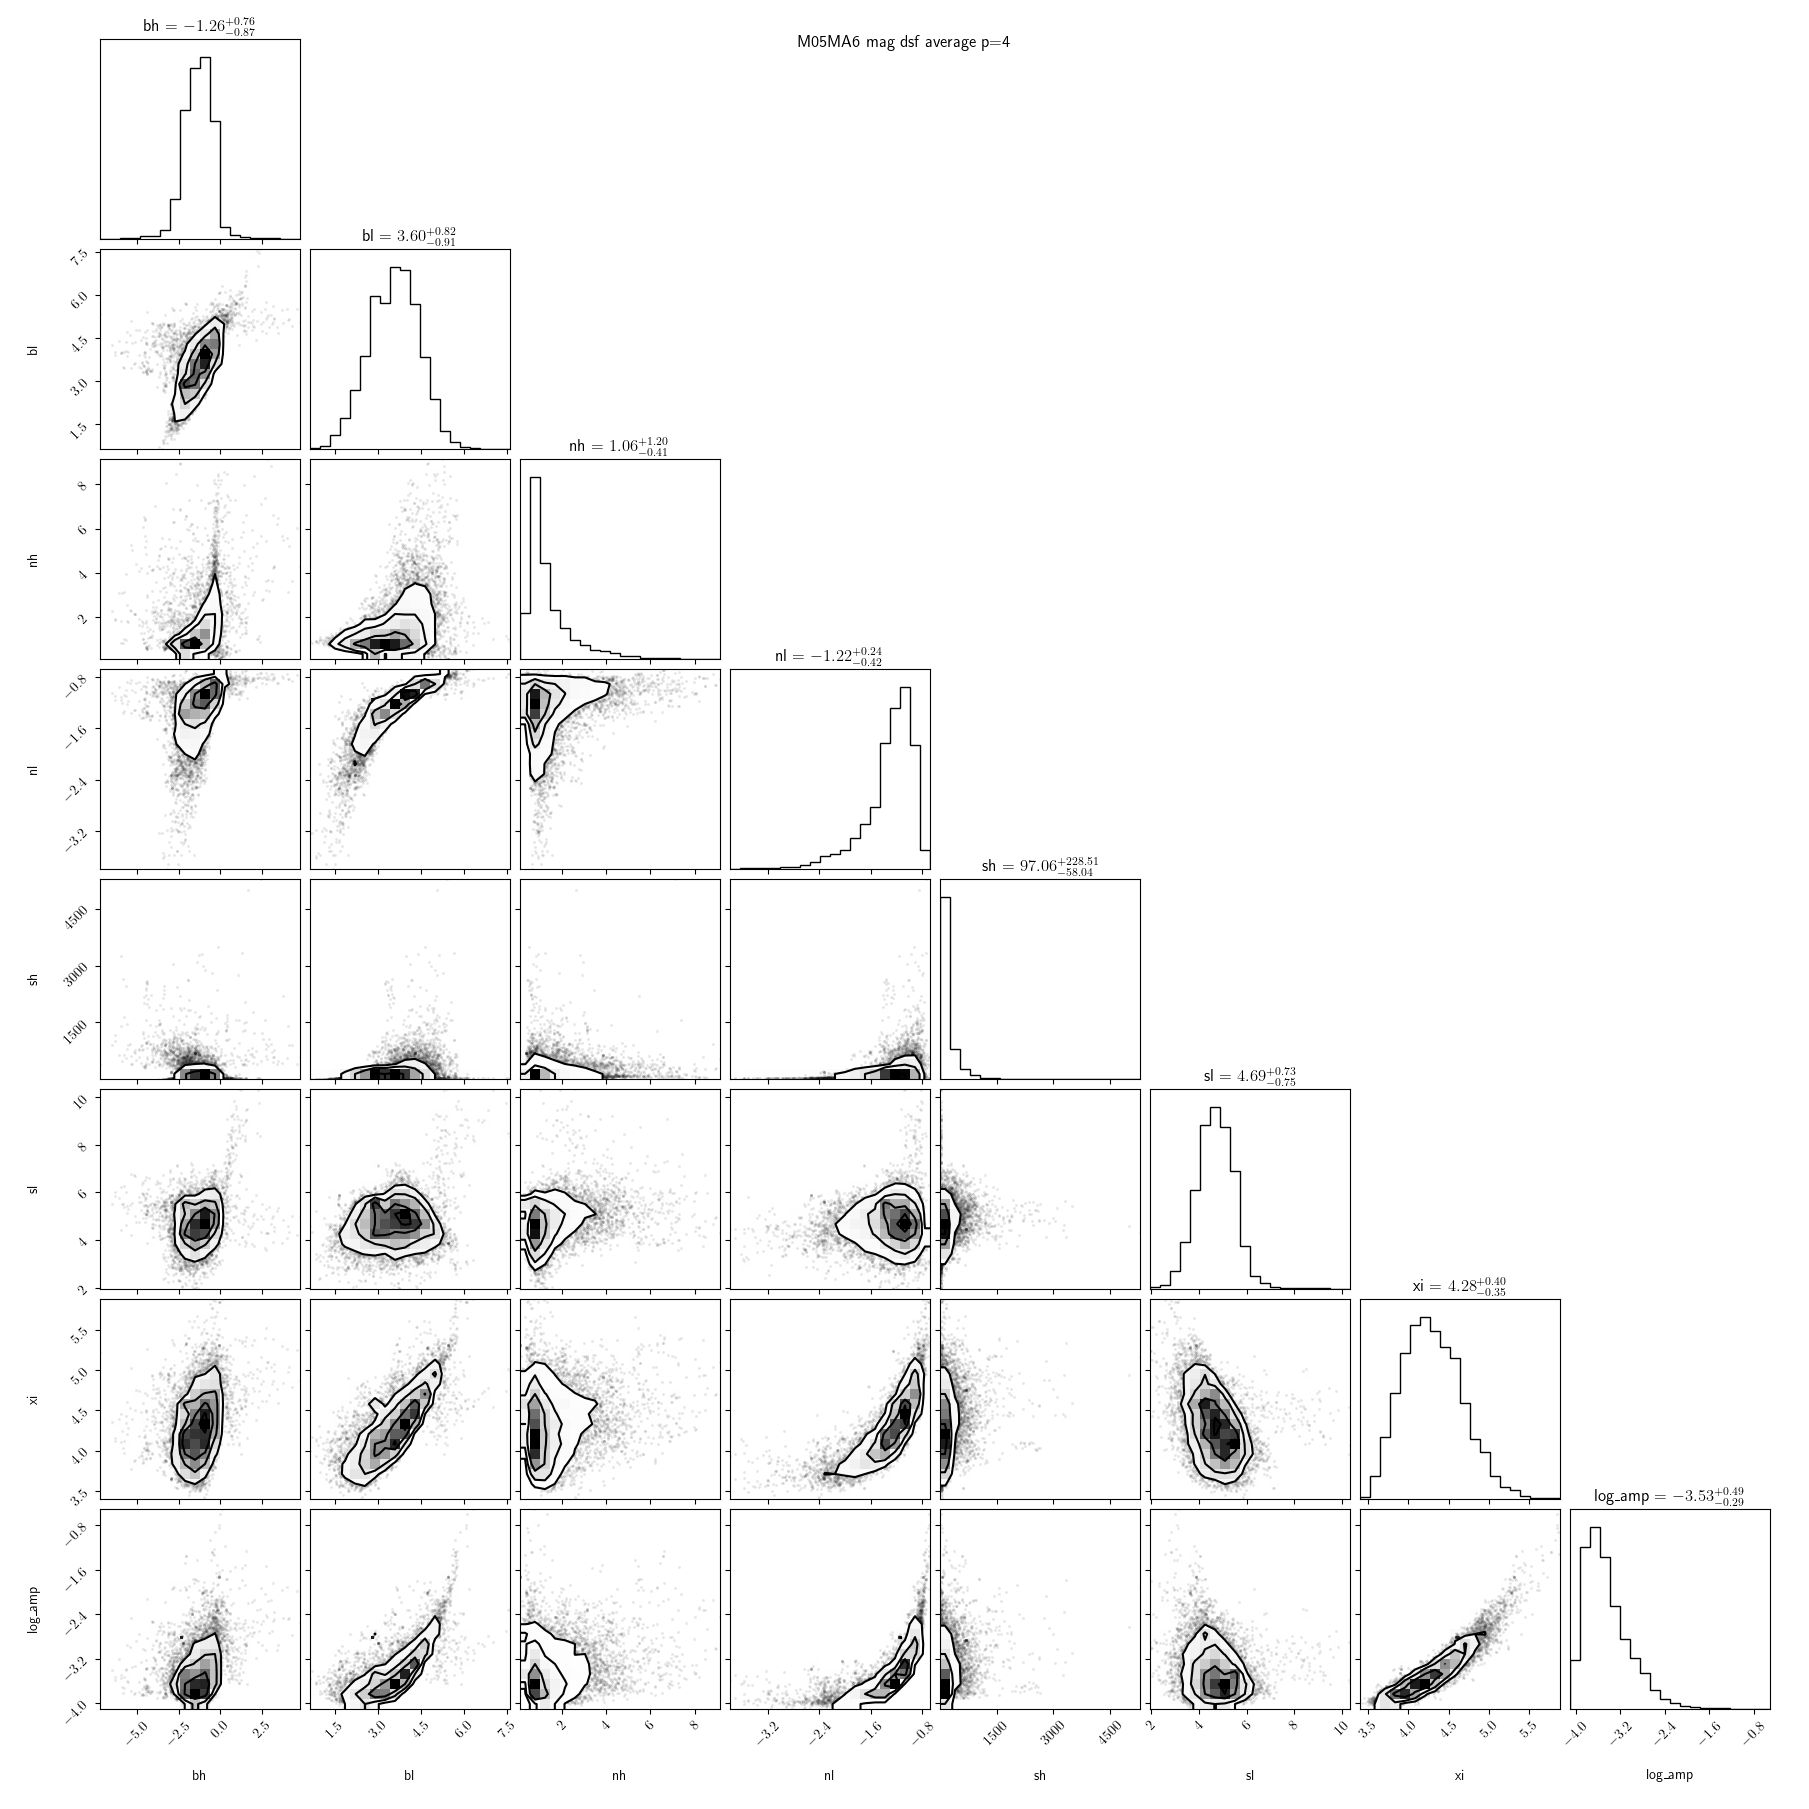 M05MA6 mag dsf average p=4
bh = −1.26+0.76−0.87
bl = 3.60+0.82−0.91
7.5
6.0
4.5
3.0
1.5
bl
nh = 1.06+1.20−0.41
8
6
4
2
nh
nl = −1.22+0.24−0.42
−0.8
−1.6
−2.4
−3.2
nl
sh = 97.06+228.51−58.04
4500
3000
1500
sh
sl = 4.69+0.73−0.75
10
8
6
4
2
sl
xi = 4.28+0.40−0.35
5.5
5.0
4.5
4.0
3.5
xi
log_amp = −3.53+0.49−0.29
−0.8
−1.6
−2.4
−3.2
−4.0
log_amp
−5.0 −2.5 0.0 2.5 1.5 3.0 4.5 6.0 7.5 2 4 6 8 −3.2 −2.4 −1.6 −0.8 1500 3000 4500 2 4 6 8 10 3.5 4.0 4.5 5.0 5.5 −4.0 −3.2 −2.4 −1.6 −0.8
bh bl nh nl sh sl xi log_amp